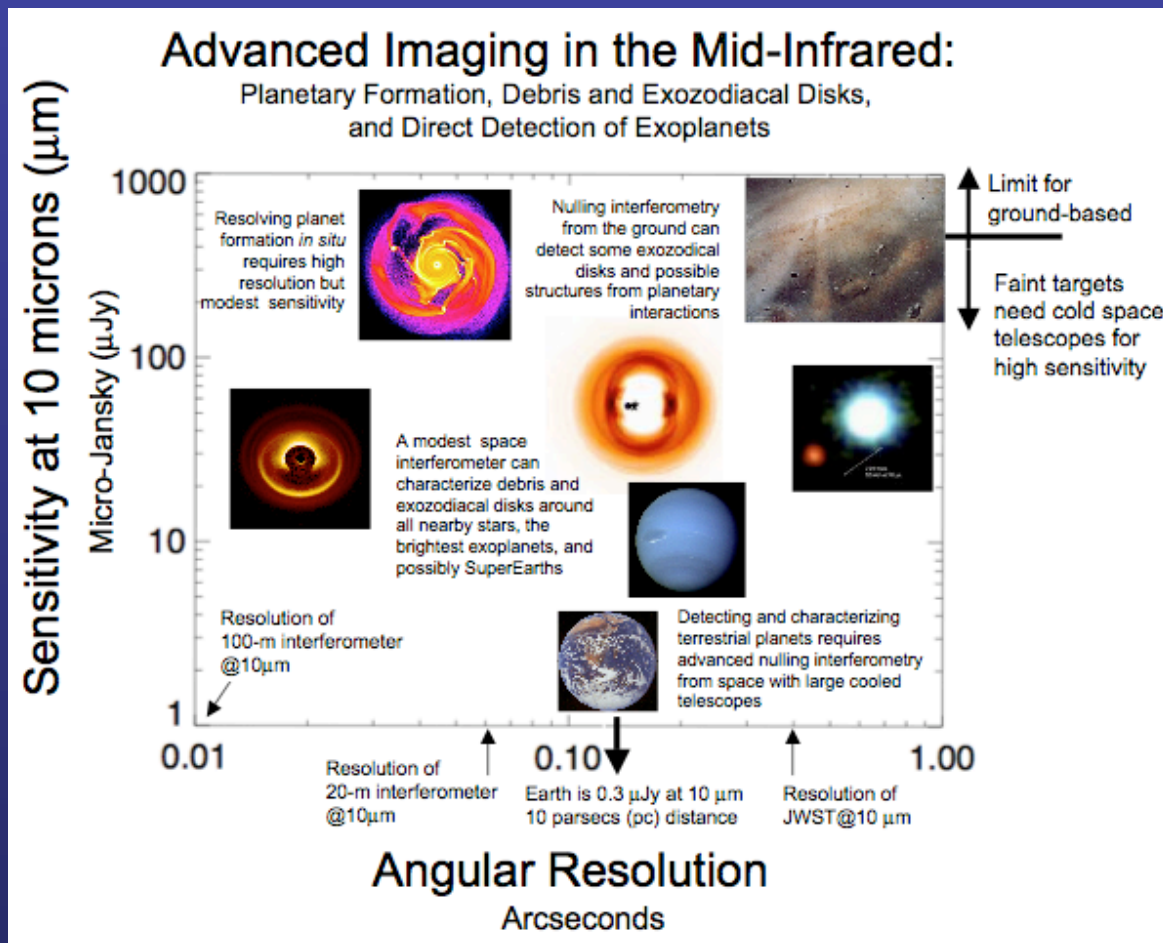 Advanced Imaging in the Mid-Infrared:
Planetary Formation, Debris and Exozodiacal Disks,
and Direct Detection of Exoplanets
Sensitivity at 10 microns (μm)
Micro-Jansky (μJy)
1000
100
10
1
Resolving planet
formation in situ
requires high
resolution but
modest sensitivity
Nulling interferometry
from the ground can
detect some exozodical
disks and possible
structures from planetary
interactions
Limit for
ground-based
Faint targets
need cold space
telescopes for
high sensitivity
A modest space
interferometer can
characterize debris and
exozodiacal disks around
all nearby stars, the
brightest exoplanets, and
possibly SuperEarths
Resolution of
100-m interferometer
@10μm
Detecting and characterizing
terrestrial planets requires
advanced nulling interferometry
from space with large cooled
telescopes
0.01
0.10
1.00
Resolution of
20-m interferometer
@10μm
Earth is 0.3 μJy at 10 μm
10 parsecs (pc) distance
Resolution of
JWST@10 μm
Angular Resolution
Arcseconds